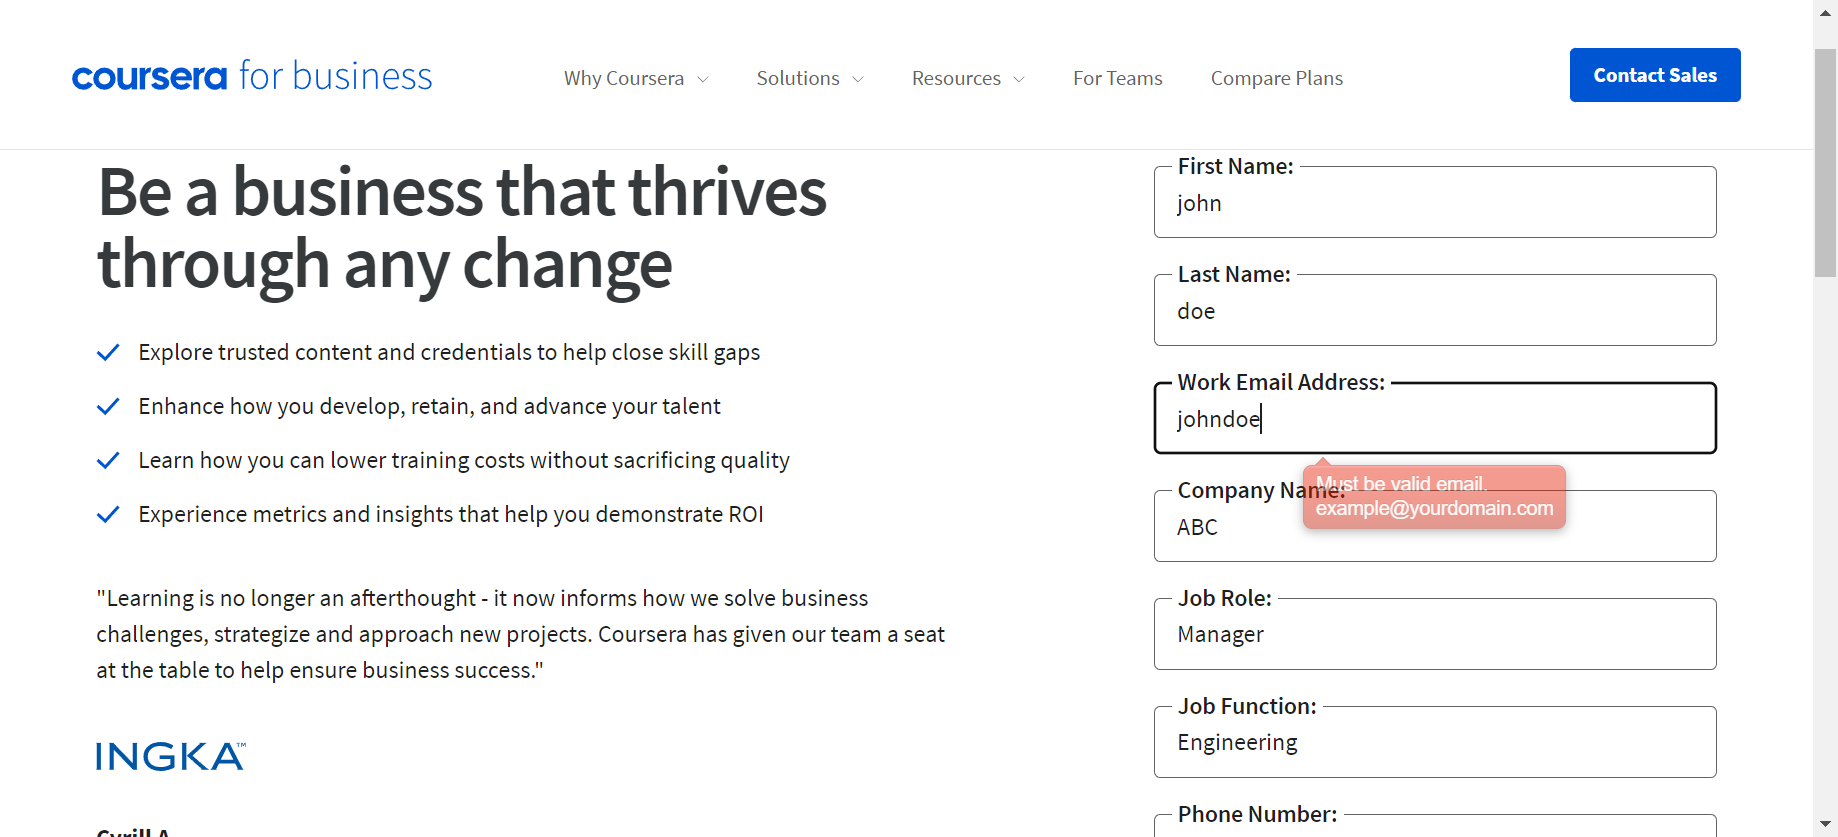 coursera for business
Why Coursera
Solutions
Resources
For Teams
Compare Plans
Contact Sales
Be a business that thrives
through any change
Explore trusted content and credentials to help close skill gaps
Enhance how you develop, retain, and advance your talent
Learn how you can lower training costs without sacrificing quality
Experience metrics and insights that help you demonstrate ROI
"Learning is no longer an afterthought - it now informs how we solve business
challenges, strategize and approach new projects. Coursera has given our team a seat
at the table to help ensure business success."
INGKA™
Cyrill A
First Name:
john
Last Name:
doe
Work Email Address:
johndoe
Must be valid email.
example@yourdomain.com
Company Name:
ABC
Job Role:
Manager
Job Function:
Engineering
Phone Number: